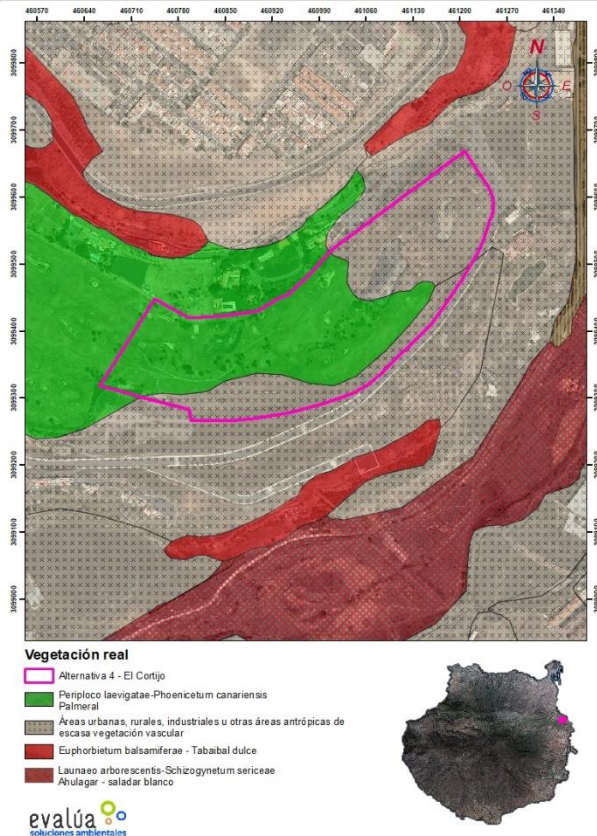 460570 460640 460710 460780 460850 460920 460990 461060 461130 461200 461270 461340
3099800
3099700
3099600
3099500
3099400
3099300
3099200
3099100
3099000
N
O E
S
Vegetación real
Alternativa 4 - El Cortijo
Periploco laevigatae-Phoenicetum canariensis
Palmeral
Áreas urbanas, rurales, industriales u otras áreas antrópicas de
escasa vegetación vascular
Euphorbietum balsamiferae - Tabaibal dulce
Launaeo arborescentis-Schizogynetum sericeae
Ahulagar - saladar blanco
evalúa
soluciones ambientales